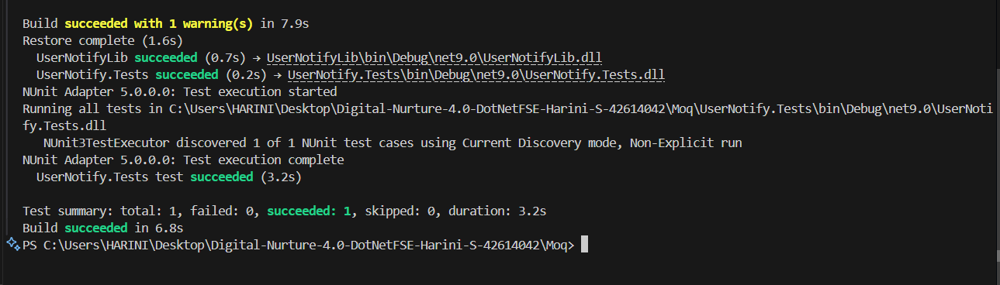 Build succeeded with 1 warning(s) in 7.9s
Restore complete (1.6s)
UserNotifyLib succeeded (0.7s) → UserNotifyLib\bin\Debug\net9.0\UserNotifyLib.dll
UserNotify.Tests succeeded (0.2s) → UserNotify.Tests\bin\Debug\net9.0\UserNotify.Tests.dll
NUnit Adapter 5.0.0.0: Test execution started
Running all tests in C:\Users\HARINI\Desktop\Digital-Nurture-4.0-DotNetFSE-Harini-S-42614042\Moq\UserNotify.Tests\bin\Debug\net9.0\UserNoti
fy.Tests.dll
NUnit3TestExecutor discovered 1 of 1 NUnit test cases using Current Discovery mode, Non-Explicit run
NUnit Adapter 5.0.0.0: Test execution complete
UserNotify.Tests test succeeded (3.2s)
Test summary: total: 1, failed: 0, succeeded: 1, skipped: 0, duration: 3.2s
Build succeeded in 6.8s
PS C:\Users\HARINI\Desktop\Digital-Nurture-4.0-DotNetFSE-Harini-S-42614042\Moq>